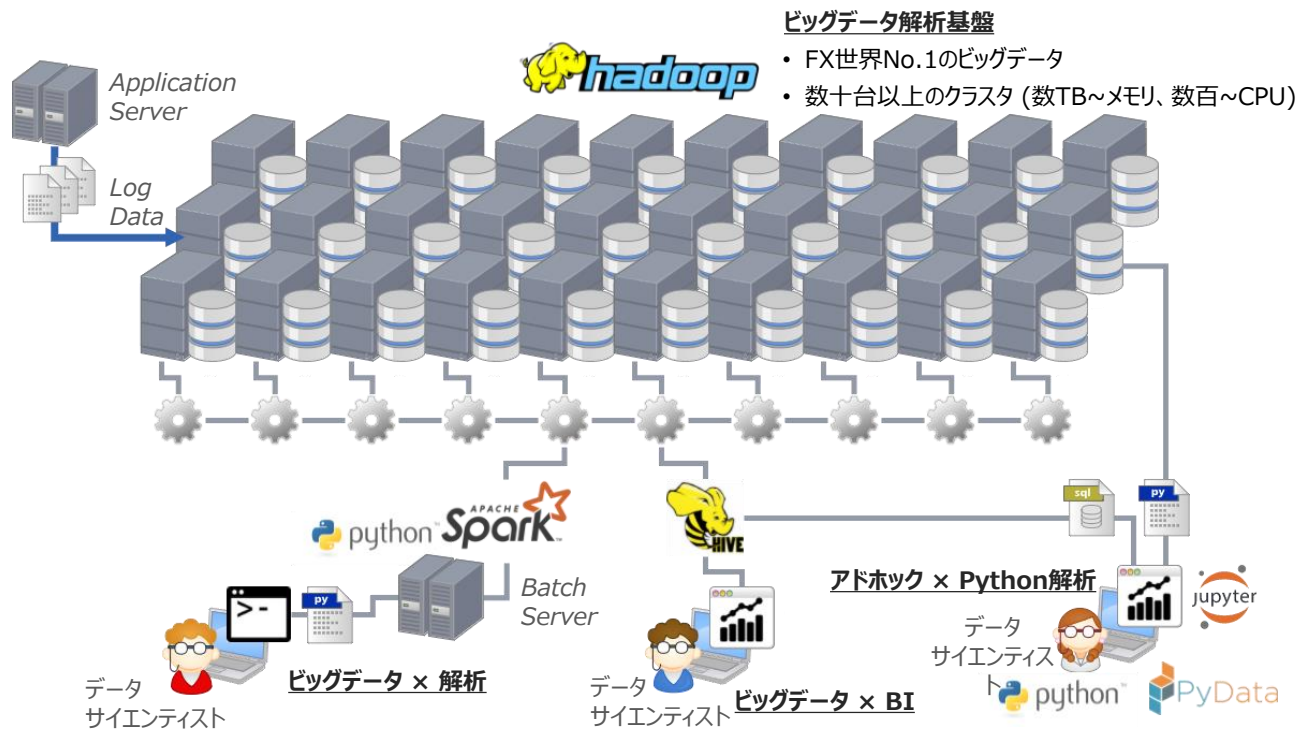 ビッグデータ解析基盤
• FX世界No.1のビッグデータ
• 数十台以上のクラスタ (数TB~メモリ、数百~CPU)
hadoop
Application
Server
Log
Data
python™
APACHE
Spark™
HIVE
sql
py
Batch
Server
>-
py
アドホック × Python解析
jupyter
データ
サイエンティス
ト
python™
PyData
ビッグデータ × 解析
データ
サイエンティスト
ビッグデータ × BI
データ
サイエンティスト